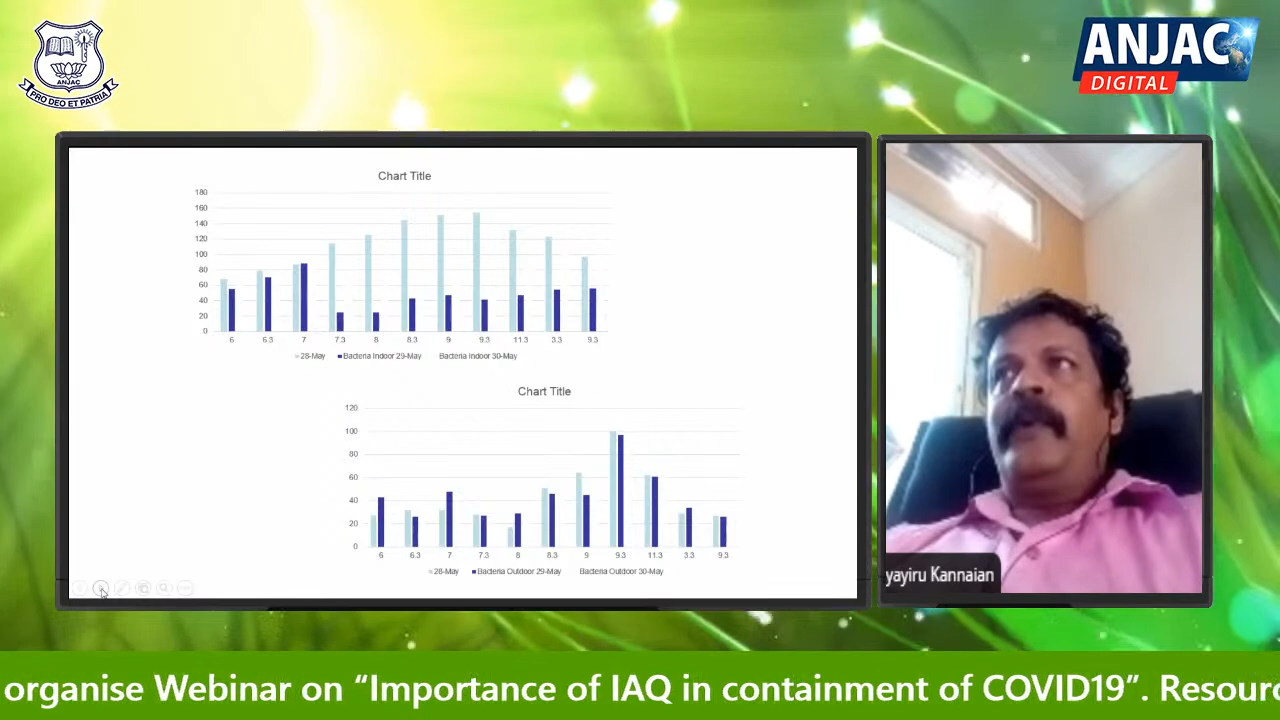 ANJAC
PRO DEO ET PATRIA
ANJAC
DIGITAL
Chart Title
180
160
140
120
100
80
60
40
20
0
6 6.3 7 7.3 8 8.3 9 9.3 11.3 3.3 9.3
28-May Bacteria Indoor 29-May Bacteria Indoor 30-May
Chart Title
120
100
80
60
40
20
0
6 6.3 7 7.3 8 8.3 9 9.3 11.3 3.3 9.3
28-May Bacteria Outdoor 29-May Bacteria Outdoor 30-May
yayiru Kannaian
organise Webinar on “Importance of IAQ in containment of COVID19”. Resourc